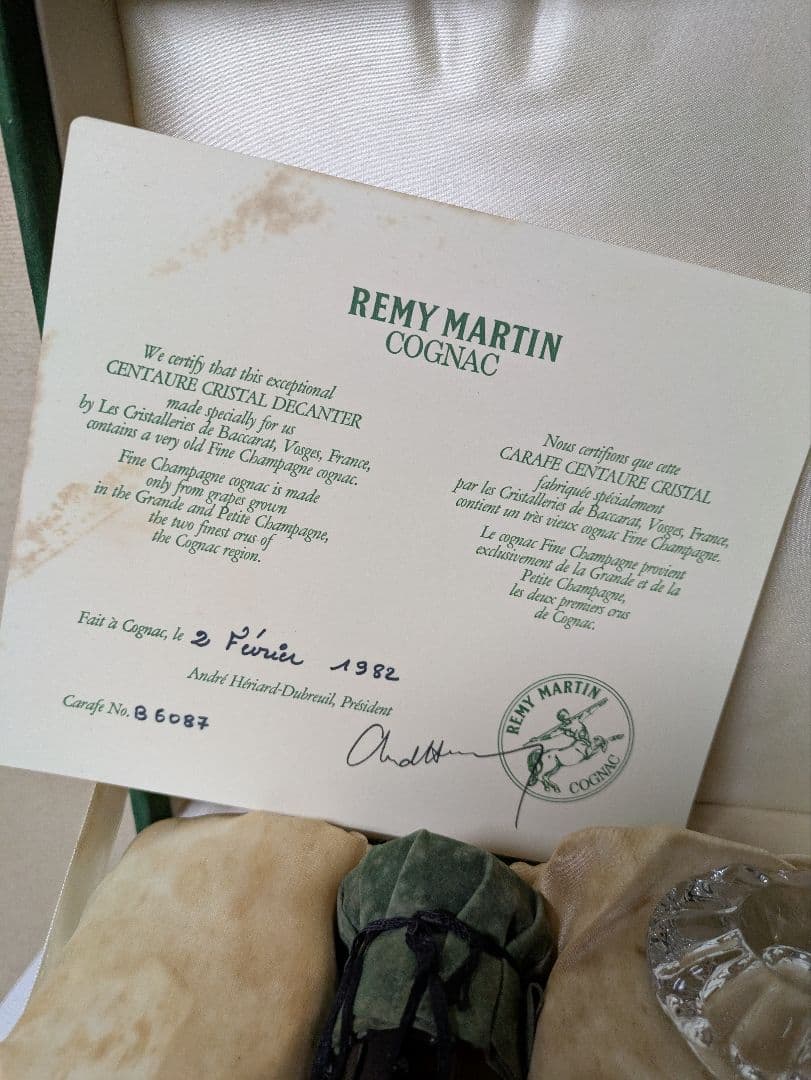 REMY MARTIN
COGNAC
We certify that this exceptional
CENTAURE CRISTAL DECANTER
made specially for us
by Les Cristalleries de Baccarat, Vosges, France,
contains a very old Fine Champagne cognac.
Fine Champagne cognac is made
only from grapes grown
in the Grande and Petite Champagne,
the two finest crus of
the Cognac region.
Nous certifions que cette
CARAFE CENTAURE CRISTAL
fabriquée spécialement
par les Cristalleries de Baccarat, Vosges, France,
contient un très vieux cognac Fine Champagne.
Le cognac Fine Champagne provient
exclusivement de la Grande et de la
Petite Champagne,
les deux premiers crus
de Cognac.
Fait à Cognac, le 2 Février 1982
André Hériard-Dubreuil, Président
Carafe No. B 6087
REMY MARTIN
COGNAC